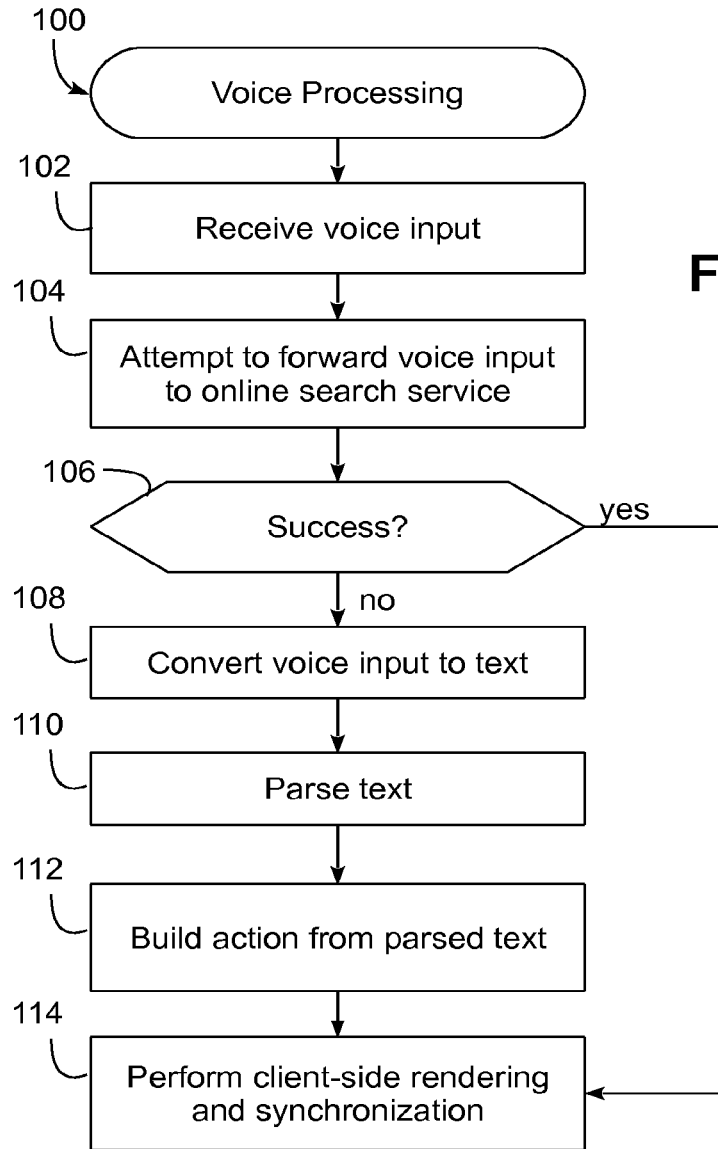 100
Voice Processing
102
Receive voice input
F
104
Attempt to forward voice input
to online search service
106
Success?
yes
no
108
Convert voice input to text
110
Parse text
112
Build action from parsed text
114
Perform client-side rendering
and synchronization